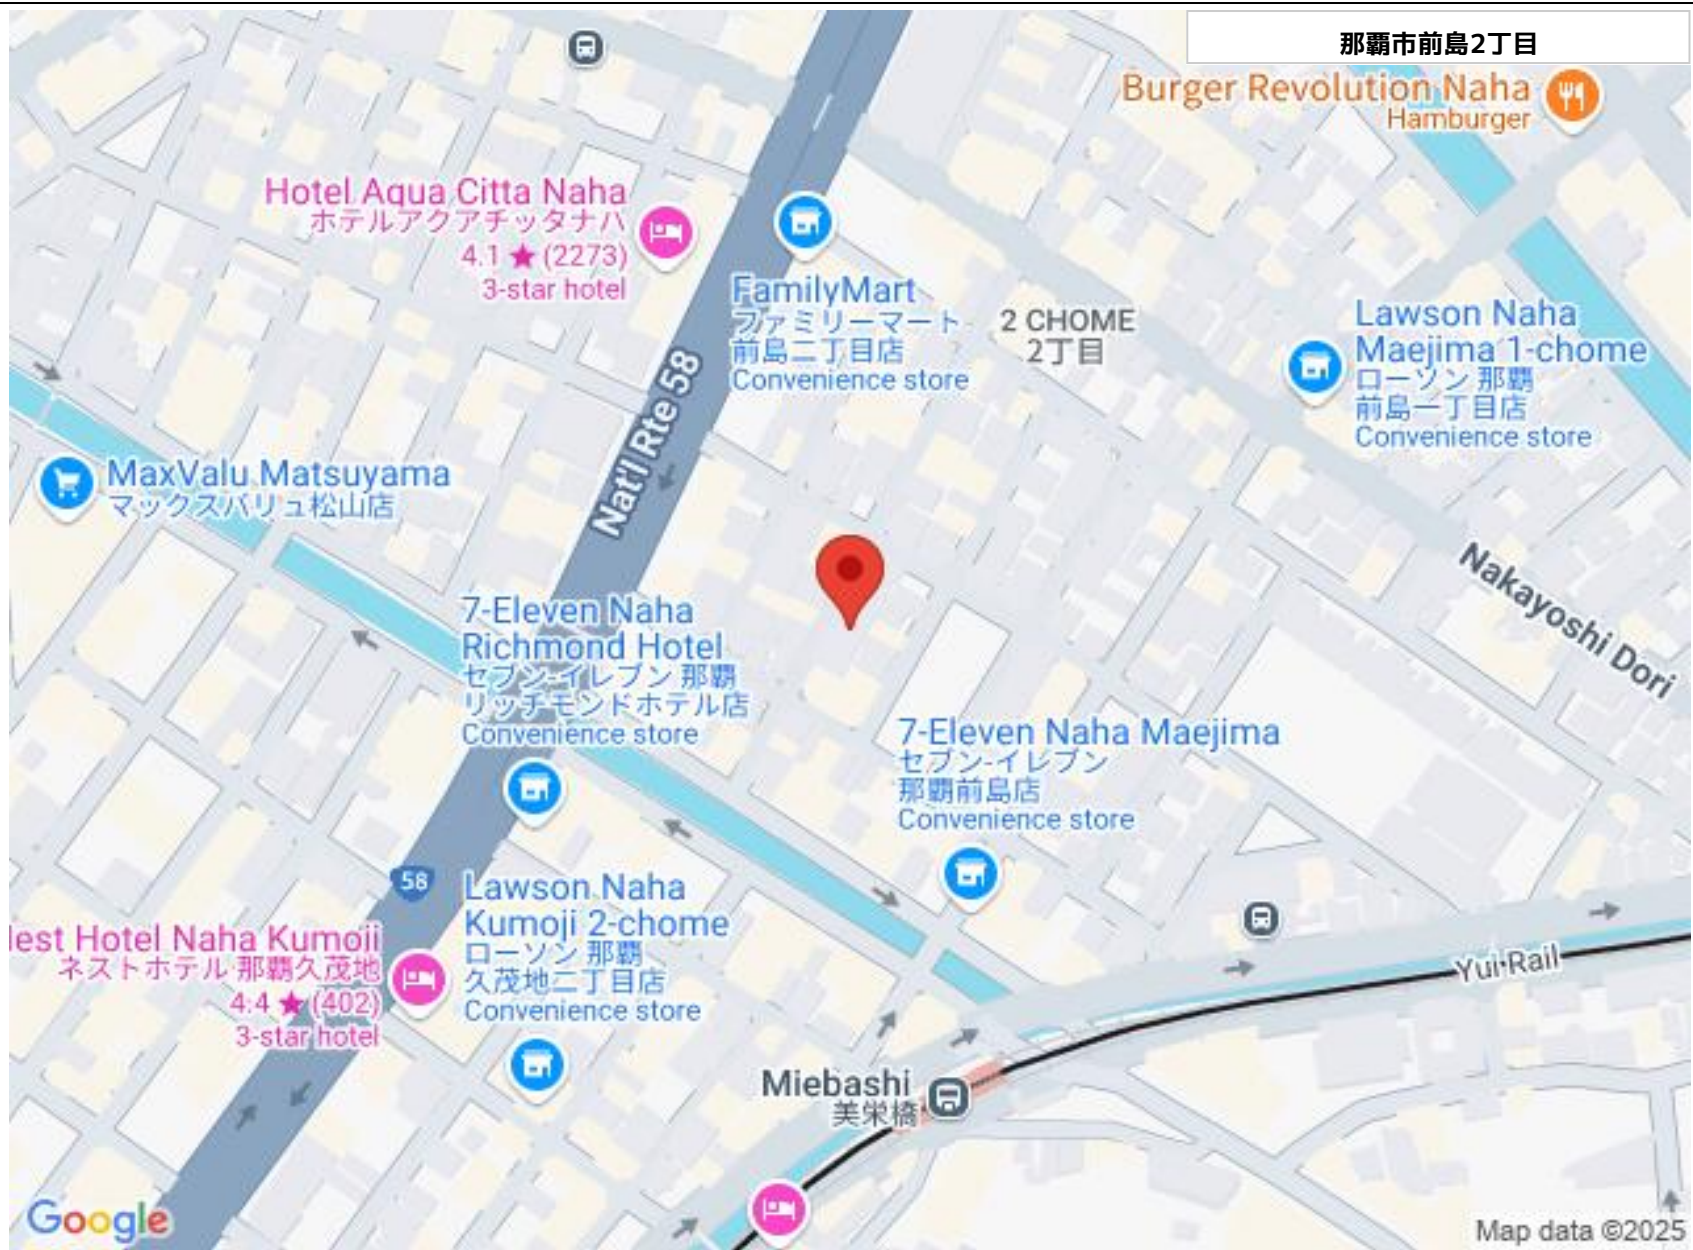 那覇市前島2丁目
Burger Revolution Naha
Hamburger
Hotel Aqua Citta Naha
ホテルアクアチッタナハ
4.1 ★ (2273)
3-star hotel
FamilyMart
ファミリーマート
前島二丁目店
Convenience store
2 CHOME
2丁目
Lawson Naha
Maejima 1-chome
ローソン 那覇
前島一丁目店
Convenience store
Nat'l Rte 58
MaxValu Matsuyama
マックスバリュ松山店
Nakayoshi Dori
7-Eleven Naha
Richmond Hotel
セブン-イレブン 那覇
リッチモンドホテル店
Convenience store
7-Eleven Naha Maejima
セブン-イレブン
那覇前島店
Convenience store
58
Lawson Naha
Kumoji 2-chome
ローソン 那覇
久茂地二丁目店
Convenience store
lest Hotel Naha Kumoji
ネストホテル 那覇久茂地
4.4 ★ (402)
3-star hotel
Yui Rail
Miebashi
美栄橋
Google
Map data ©2025